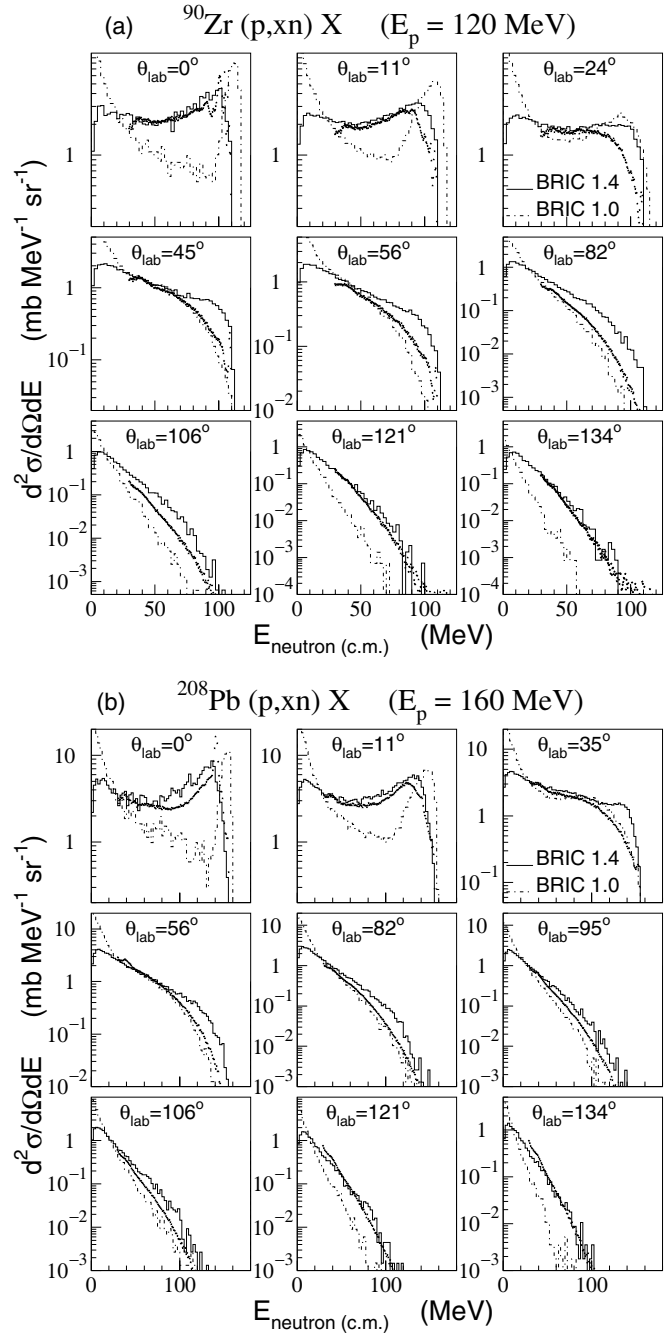 (a) ⁹⁰Zr (p,xn) X (Eₚ = 120 MeV)
θlab=0° θlab=11° θlab=24°
1 1 1
BRIC 1.4
BRIC 1.0
θlab=45° θlab=56° θlab=82°
1 1 1
10⁻¹ 10⁻¹ 10⁻¹
10⁻² 10⁻² 10⁻³
θlab=106° θlab=121° θlab=134°
1 1 1
10⁻¹ 10⁻¹ 10⁻¹
10⁻² 10⁻² 10⁻²
10⁻³ 10⁻³ 10⁻³
10⁻⁴ 10⁻⁴
0 50 100 0 50 100 0 50 100
d²σ/dΩdE (mb MeV⁻¹ sr⁻¹)
Eneutron (c.m.) (MeV)
(b) ²⁰⁸Pb (p,xn) X (Eₚ = 160 MeV)
θlab=0° θlab=11° θlab=35°
10 10 10
1 1 1
10⁻¹
BRIC 1.4
BRIC 1.0
θlab=56° θlab=82° θlab=95°
10 10 10
1 1 1
10⁻¹ 10⁻¹ 10⁻¹
10⁻² 10⁻² 10⁻²
10⁻³ 10⁻³
θlab=106° θlab=121° θlab=134°
1 1 1
10⁻¹ 10⁻¹ 10⁻¹
10⁻² 10⁻² 10⁻²
10⁻³ 10⁻³ 10⁻³
0 100 0 100 0 100
d²σ/dΩdE (mb MeV⁻¹ sr⁻¹)
Eneutron (c.m.) (MeV)